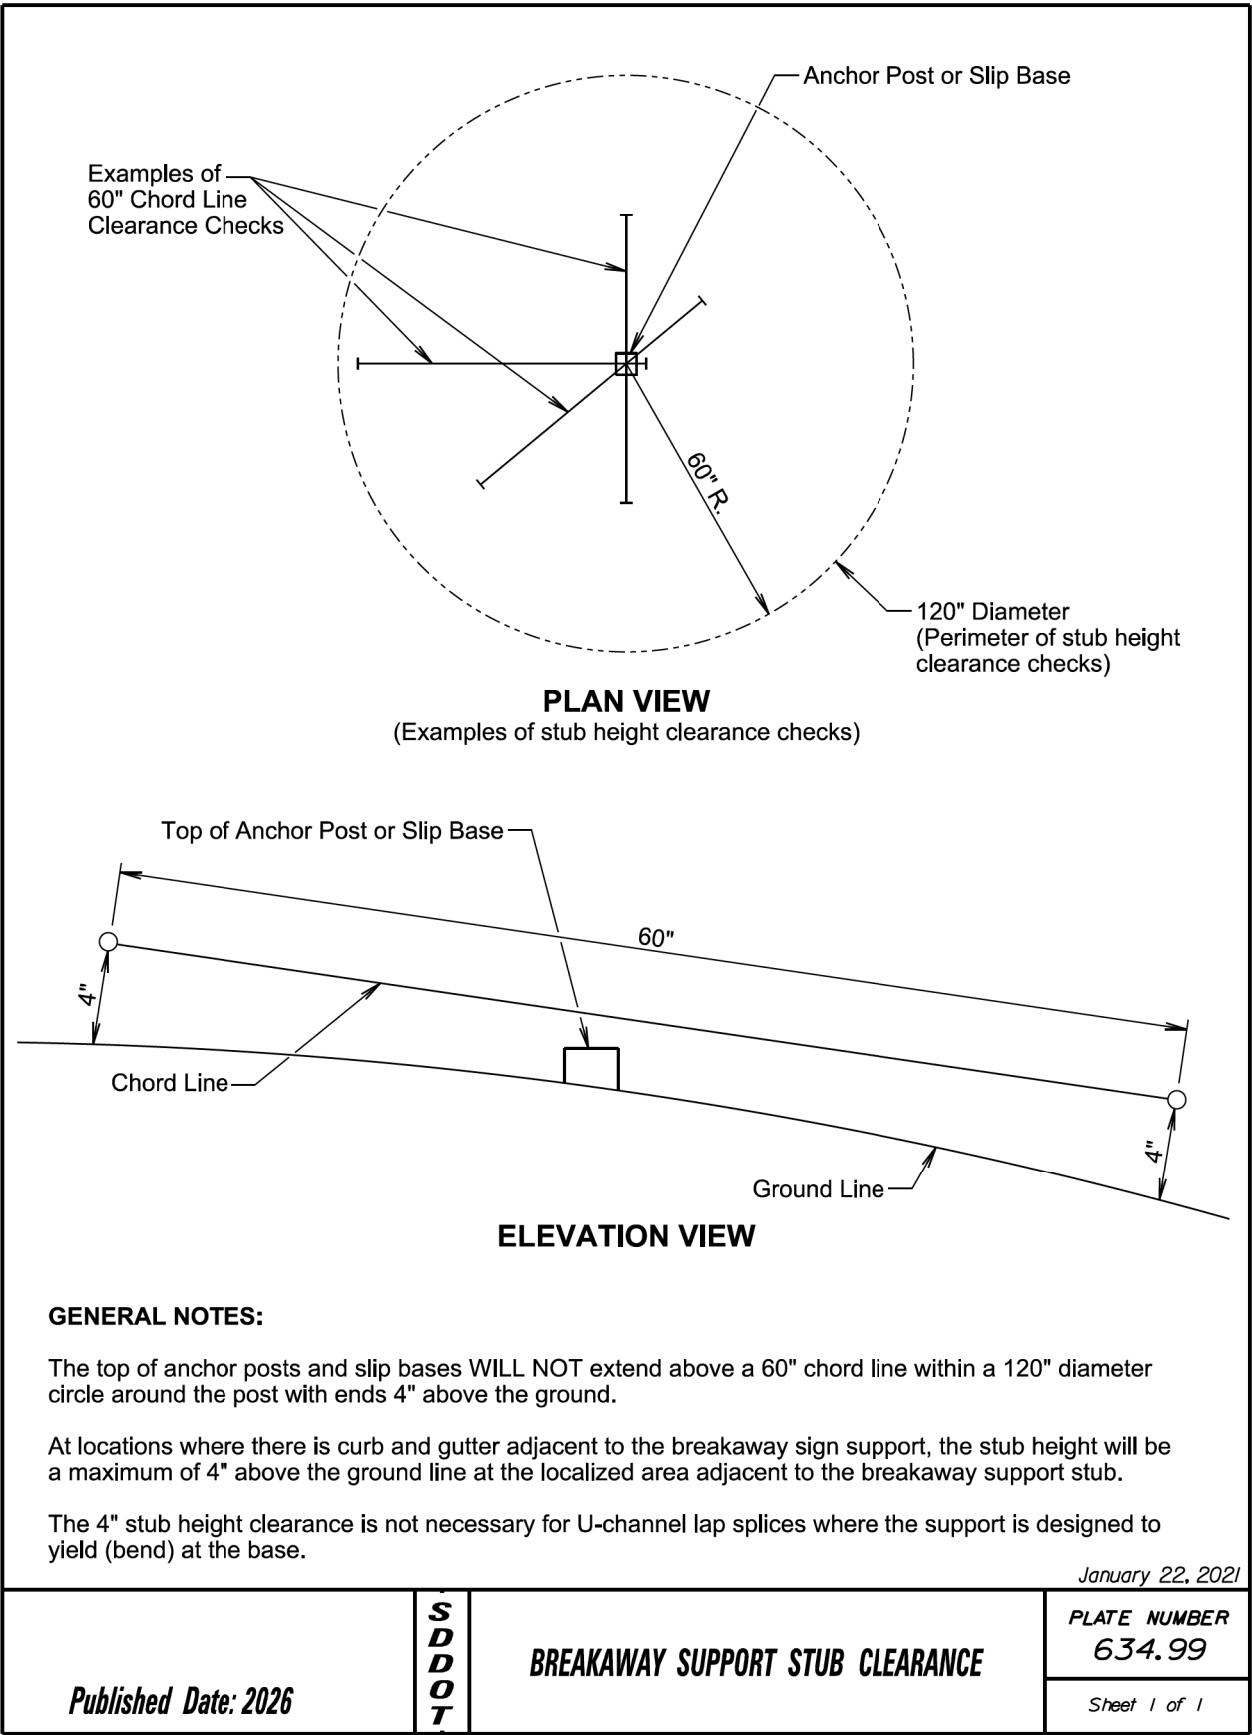 Anchor Post or Slip Base
Examples of
60" Chord Line
Clearance Checks
60" R.
120" Diameter
(Perimeter of stub height
clearance checks)
PLAN VIEW
(Examples of stub height clearance checks)
Top of Anchor Post or Slip Base
60"
4"
Chord Line
4"
Ground Line
ELEVATION VIEW
GENERAL NOTES:
The top of anchor posts and slip bases WILL NOT extend above a 60" chord line within a 120" diameter
circle around the post with ends 4" above the ground.
At locations where there is curb and gutter adjacent to the breakaway sign support, the stub height will be
a maximum of 4" above the ground line at the localized area adjacent to the breakaway support stub.
The 4" stub height clearance is not necessary for U-channel lap splices where the support is designed to
yield (bend) at the base.
January 22, 2021
Published Date: 2026
S
D
D
O
T
BREAKAWAY SUPPORT STUB CLEARANCE
PLATE NUMBER
634.99
Sheet 1 of 1